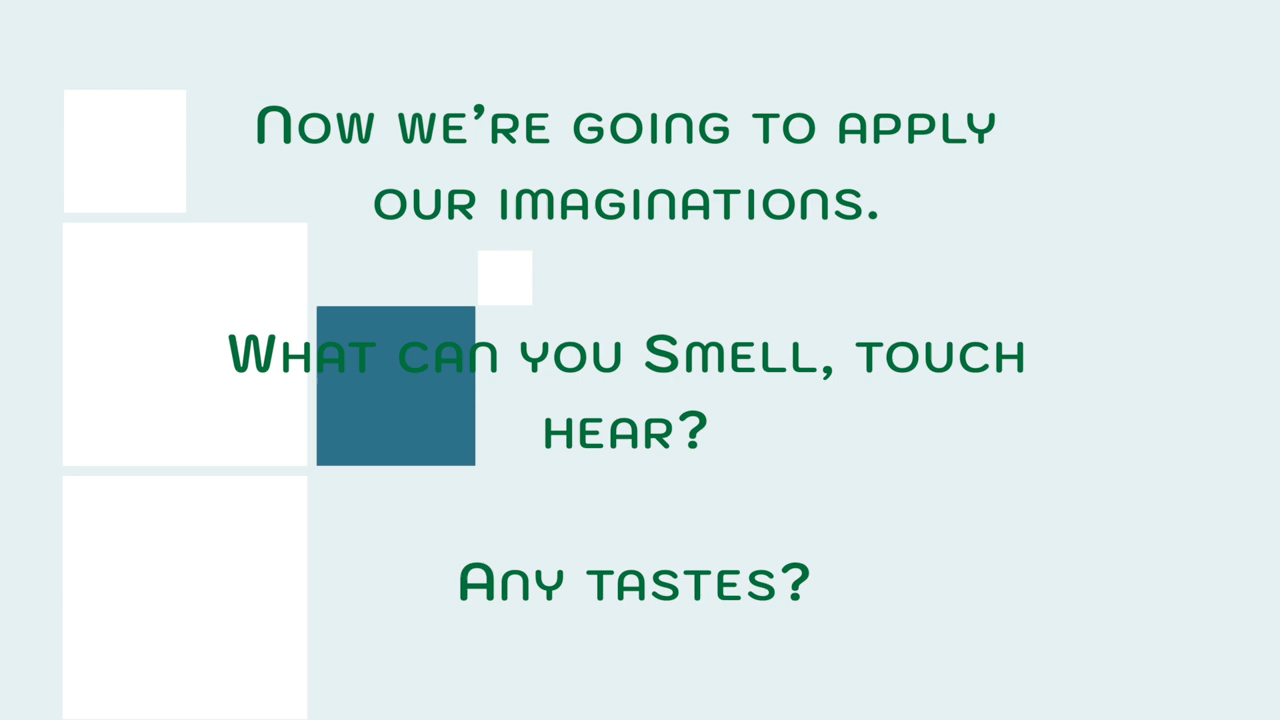 Now we’re going to apply
our imaginations.
What can you Smell, touch
hear?
Any tastes?